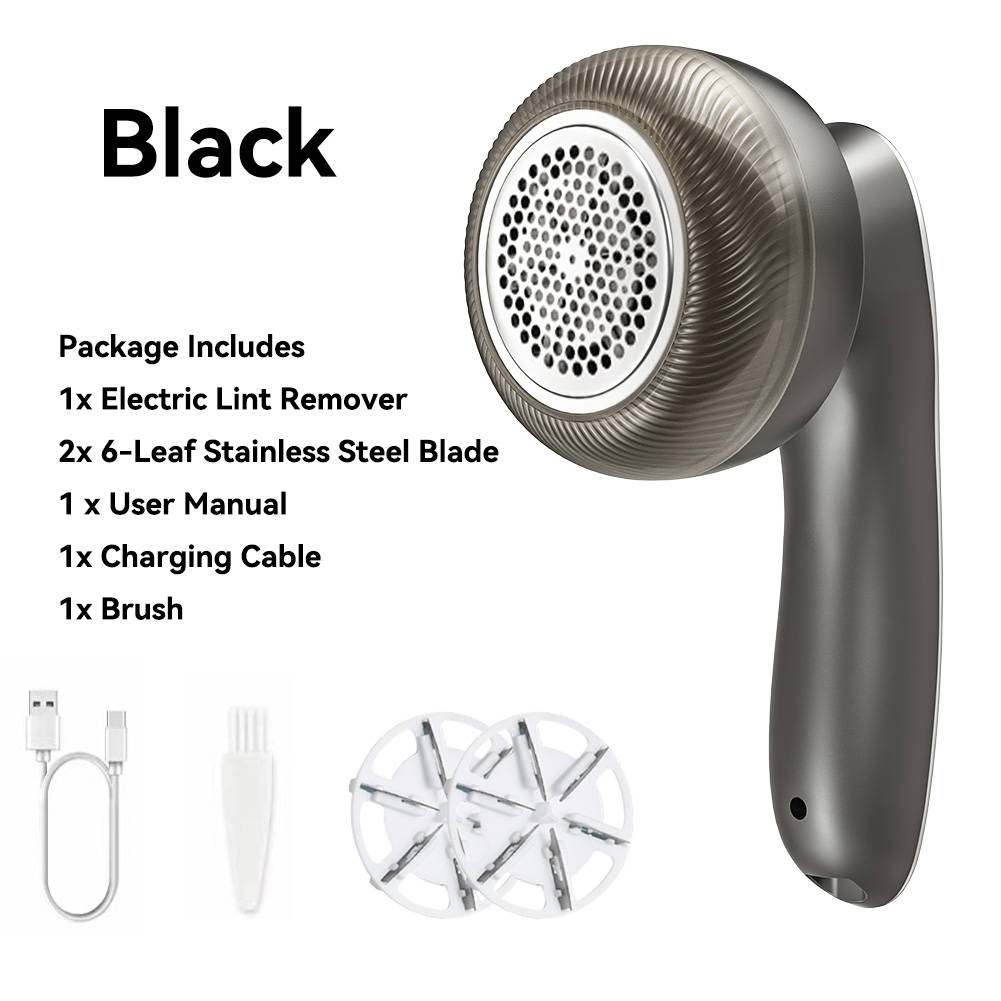 Black
Package Includes
1x Electric Lint Remover
2x 6-Leaf Stainless Steel Blade
1 x User Manual
1x Charging Cable
1x Brush